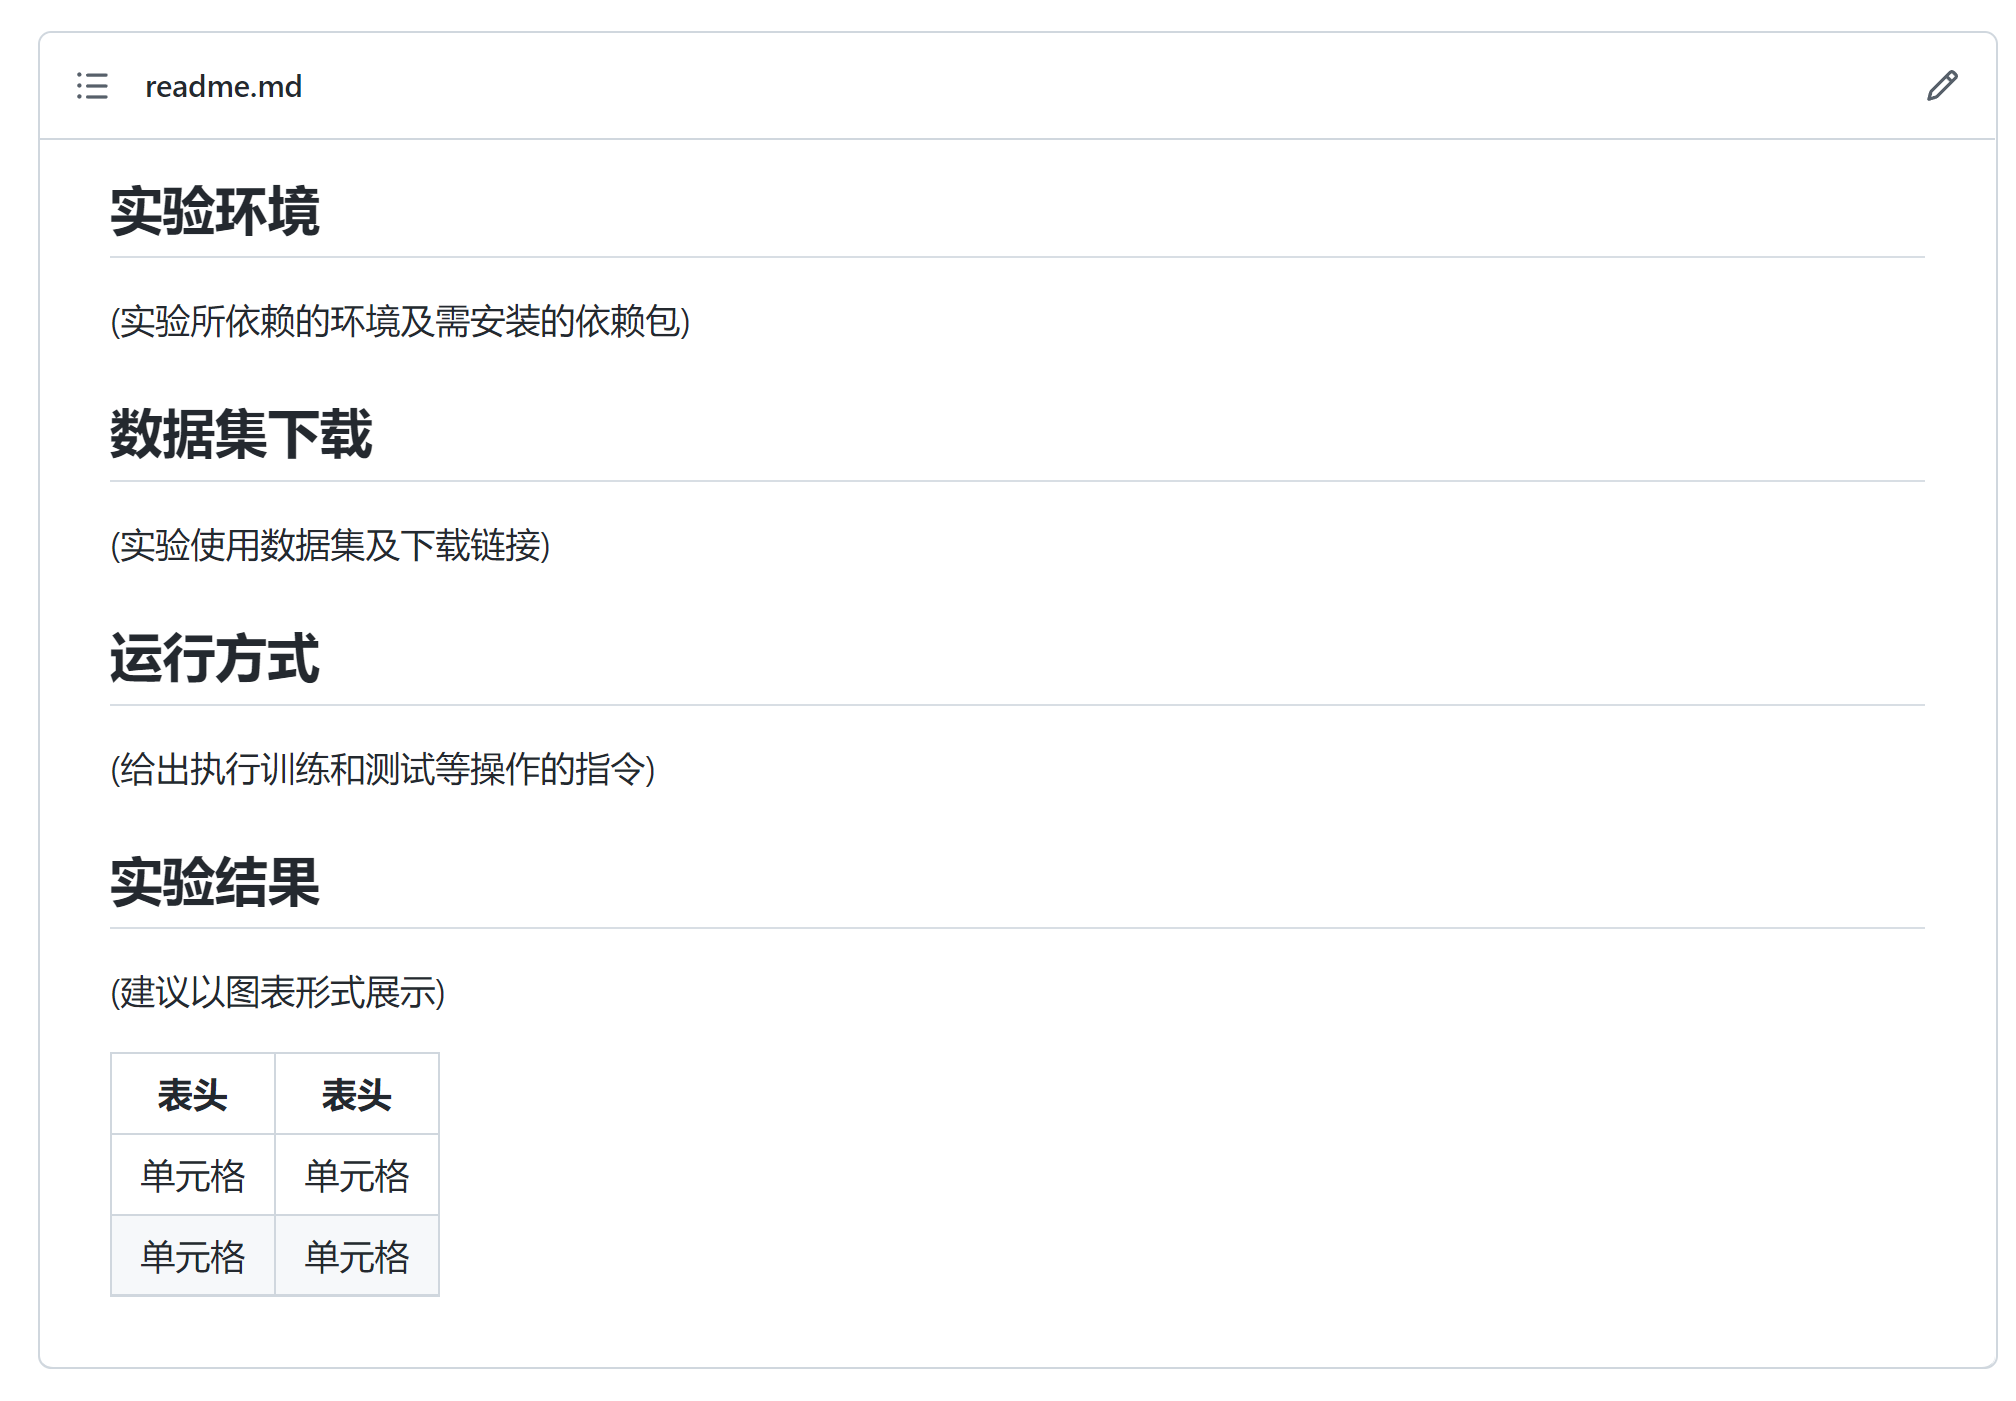 readme.md
实验环境
(实验所依赖的环境及需安装的依赖包)
数据集下载
(实验使用数据集及下载链接)
运行方式
(给出执行训练和测试等操作的指令)
实验结果
(建议以图表形式展示)
表头 表头
单元格 单元格
单元格 单元格